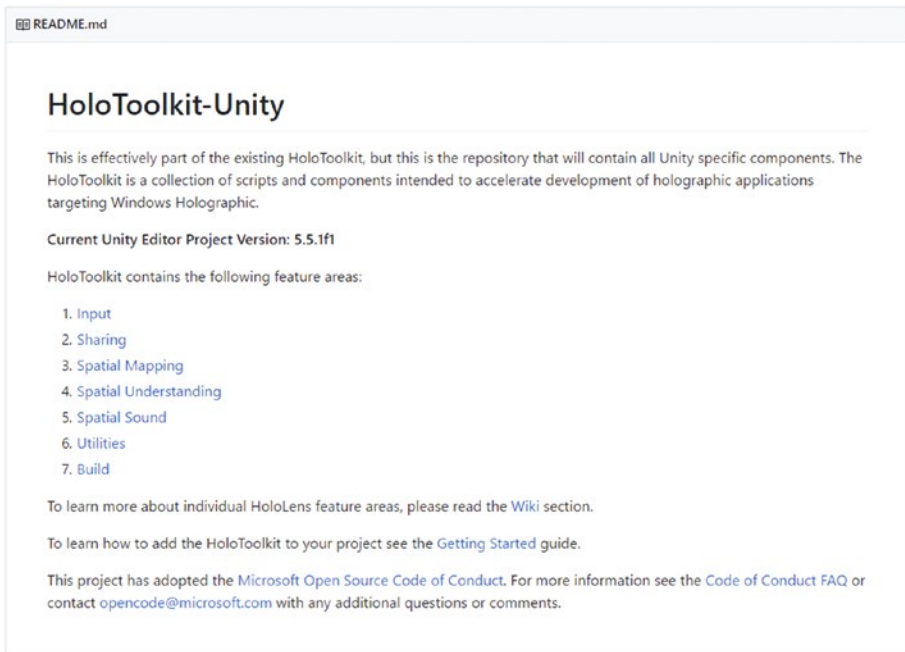 README.md
HoloToolkit-Unity
This is effectively part of the existing HoloToolkit, but this is the repository that will contain all Unity specific components. The
HoloToolkit is a collection of scripts and components intended to accelerate development of holographic applications
targeting Windows Holographic.
Current Unity Editor Project Version: 5.5.1f1
HoloToolkit contains the following feature areas:
1. Input
2. Sharing
3. Spatial Mapping
4. Spatial Understanding
5. Spatial Sound
6. Utilities
7. Build
To learn more about individual HoloLens feature areas, please read the Wiki section.
To learn how to add the HoloToolkit to your project see the Getting Started guide.
This project has adopted the Microsoft Open Source Code of Conduct. For more information see the Code of Conduct FAQ or
contact opencode@microsoft.com with any additional questions or comments.